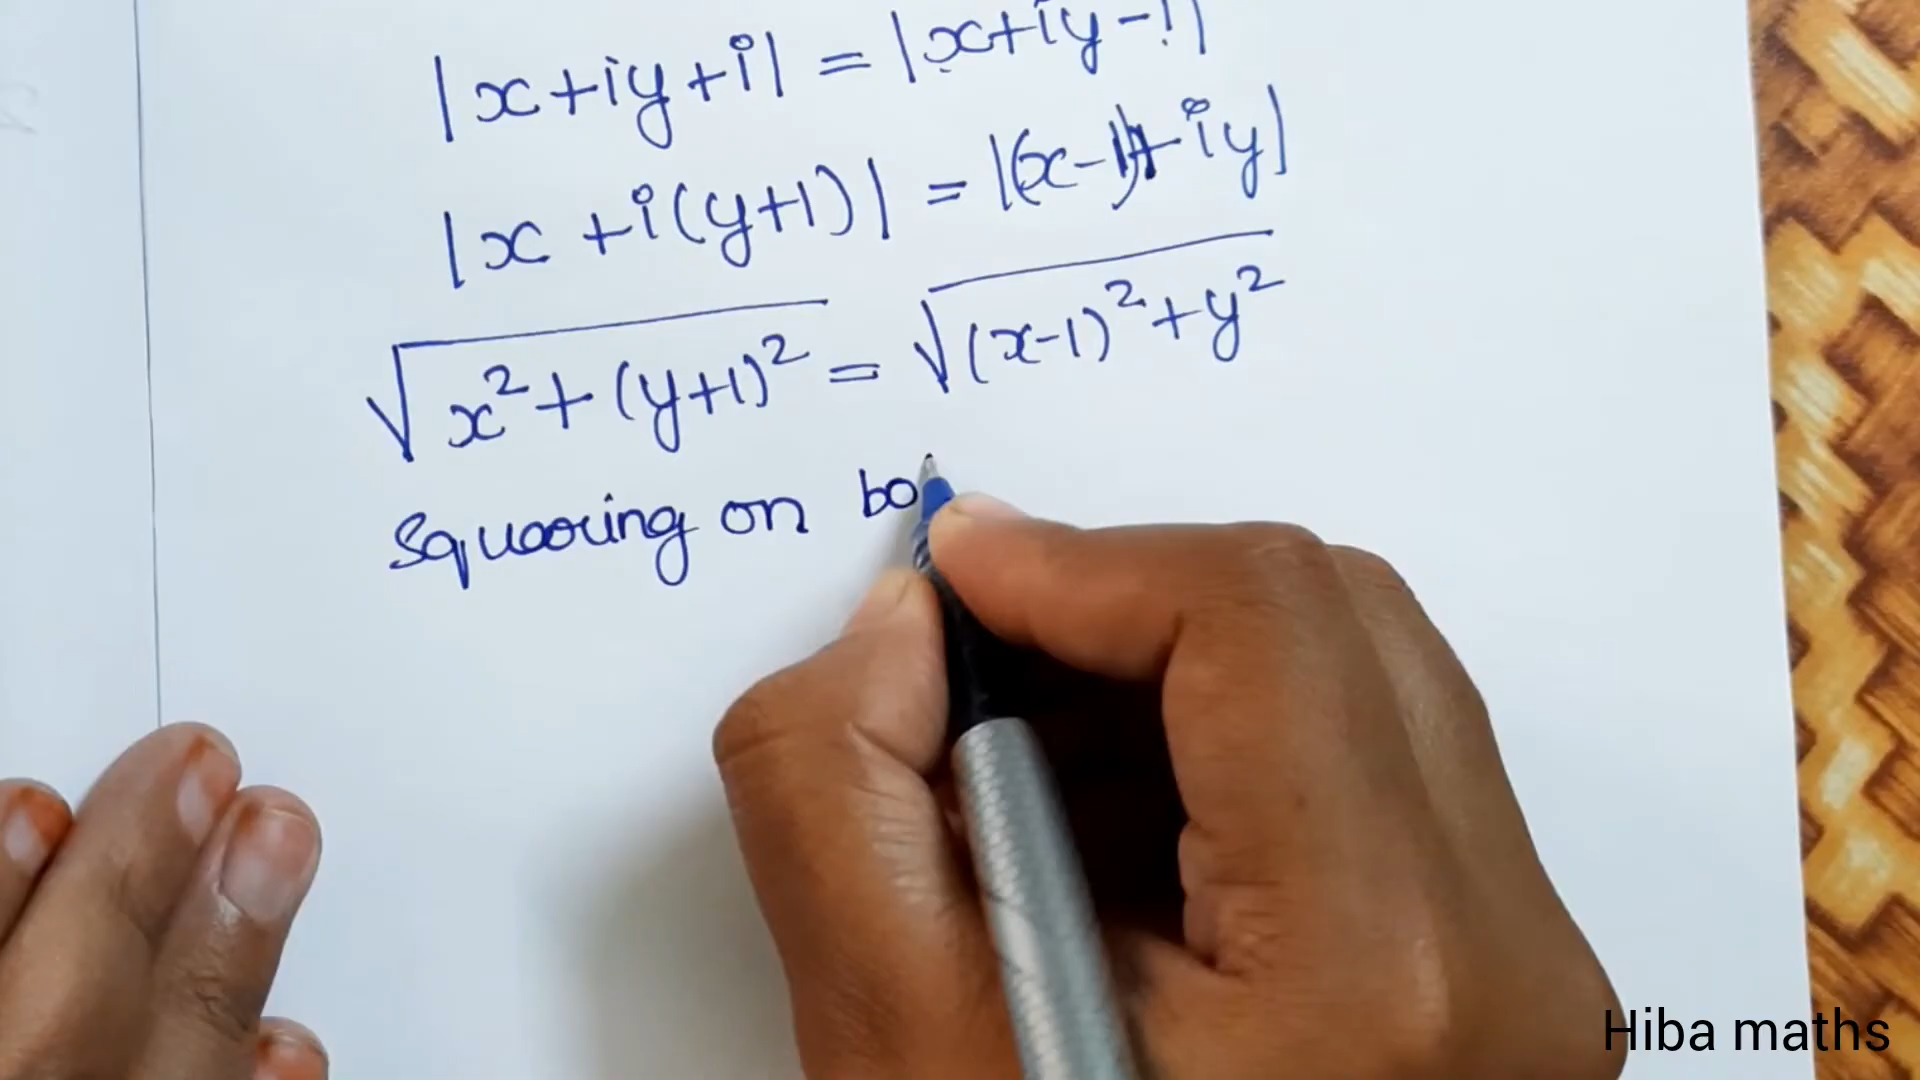 |x+iy+i| = |x+iy-1|
|x+i(y+1)| = |(x-1)+iy|
√x²+(y+1)² = √(x-1)²+y²
Squaring on bo
Hiba maths